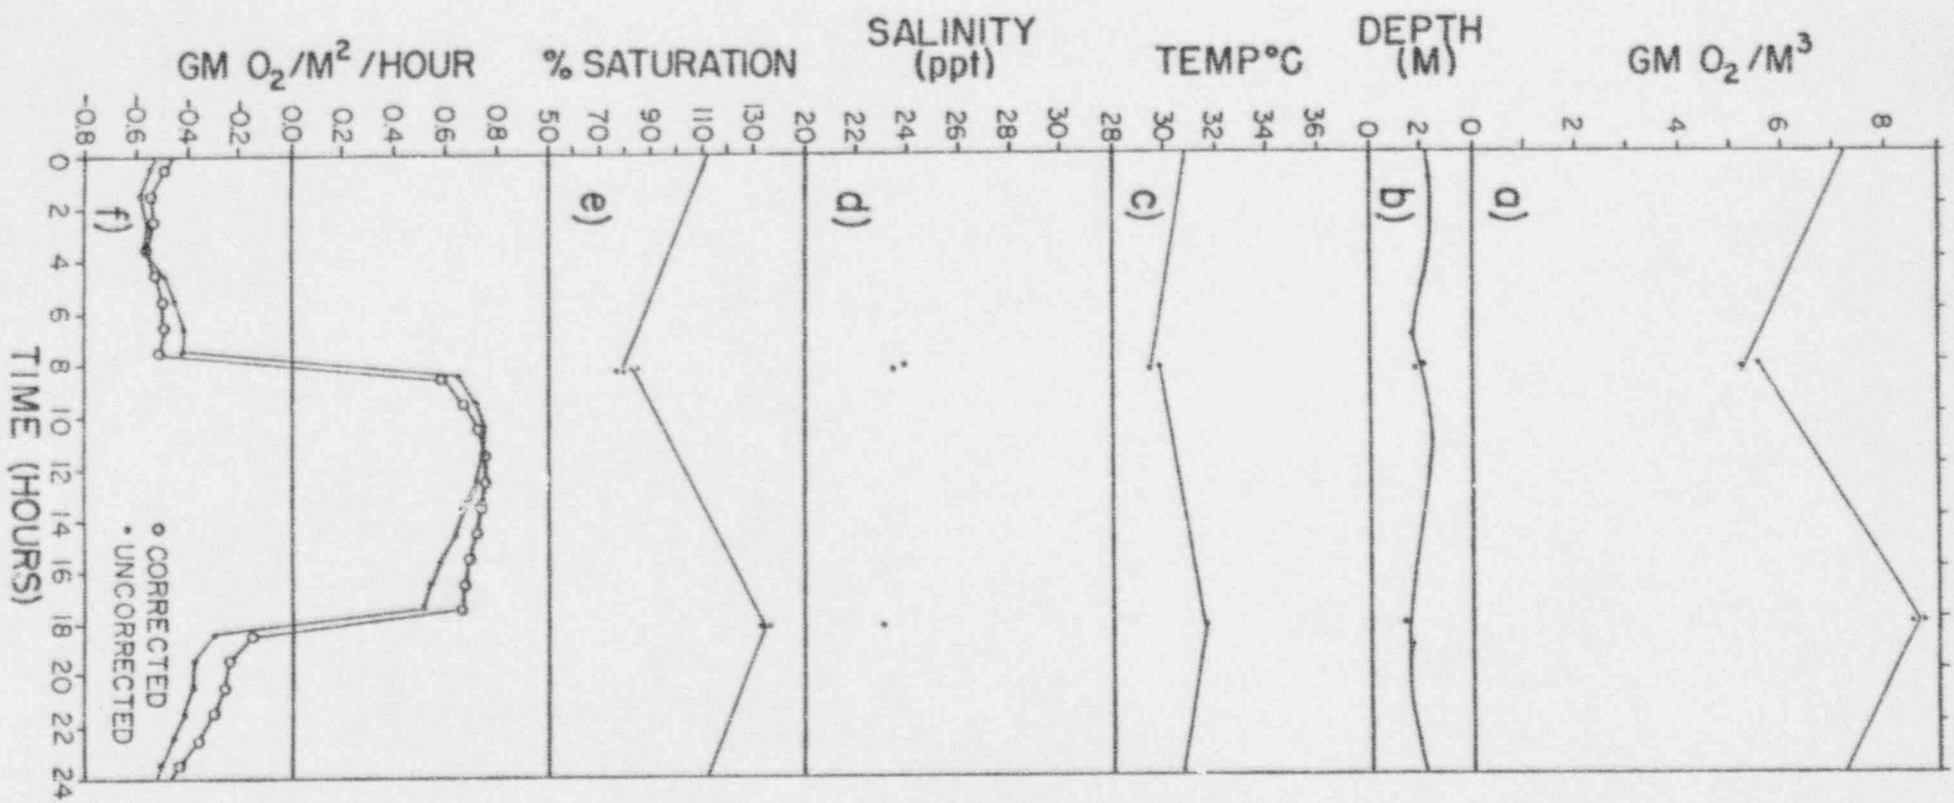 GM O₂/M³
8
6
4
2
0
a)
DEPTH
(M)
2
0
b)
TEMP°C
36
34
32
30
28
c)
SALINITY
(ppt)
30
28
26
24
22
20
d)
% SATURATION
130
110
90
70
50
e)
GM O₂/M²/HOUR
0.8
0.6
0.4
0.2
0.0
-0.2
-0.4
-0.6
-0.8
f)
o CORRECTED
• UNCORRECTED
0 2 4 6 8 10 12 14 16 18 20 22 24
TIME (HOURS)